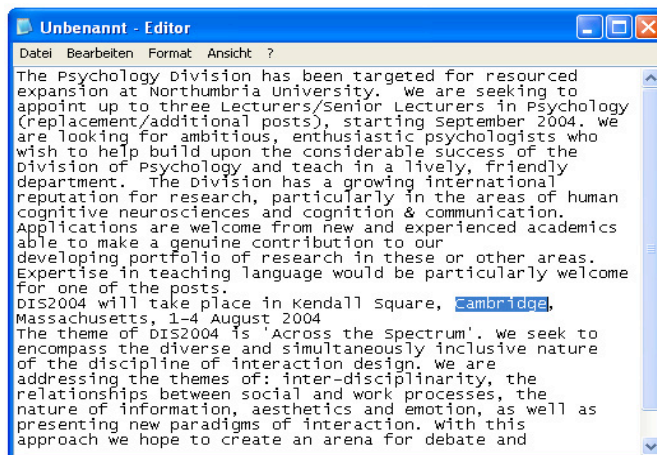 Unbenannt - Editor
Datei Bearbeiten Format Ansicht ?
The Psychology Division has been targeted for resourced
expansion at Northumbria University.  We are seeking to
appoint up to three Lecturers/Senior Lecturers in Psychology
(replacement/additional posts), starting September 2004. We
are looking for ambitious, enthusiastic psychologists who
wish to help build upon the considerable success of the
Division of Psychology and teach in a lively, friendly
department.  The Division has a growing international
reputation for research, particularly in the areas of human
cognitive neurosciences and cognition & communication.
Applications are welcome from new and experienced academics
able to make a genuine contribution to our
developing portfolio of research in these or other areas.
Expertise in teaching language would be particularly welcome
for one of the posts.
DIS2004 will take place in Kendall Square, Cambridge,
Massachusetts, 1-4 August 2004
The theme of DIS2004 is 'Across the Spectrum'. We seek to
encompass the diverse and simultaneously inclusive nature
of the discipline of interaction design. We are
addressing the themes of: inter-disciplinarity, the
relationships between social and work processes, the
nature of information, aesthetics and emotion, as well as
presenting new paradigms of interaction. With this
approach we hope to create an arena for debate and